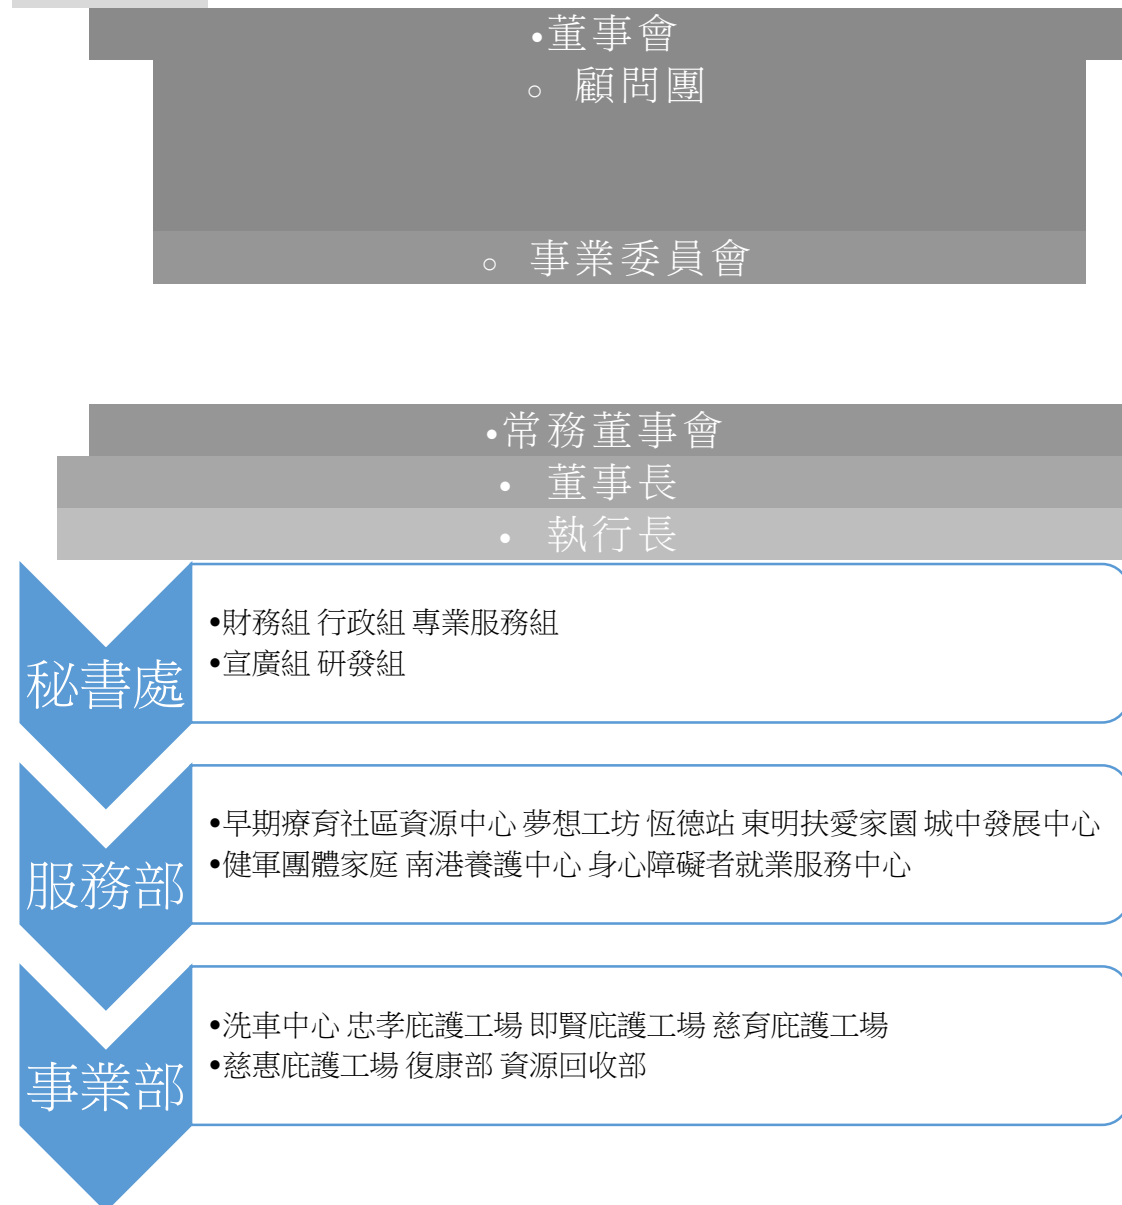 •董事會
○ 顧問團
○ 事業委員會
•常務董事會
• 董事長
• 執行長
秘書處
•財務組 行政組 專業服務組
•宣廣組 研發組
服務部
•早期療育社區資源中心 夢想工坊 恆德站 東明扶愛家園 城中發展中心
•健軍團體家庭 南港養護中心 身心障礙者就業服務中心
事業部
•洗車中心 忠孝庇護工場 即賢庇護工場 慈育庇護工場
•慈惠庇護工場 復康部 資源回收部